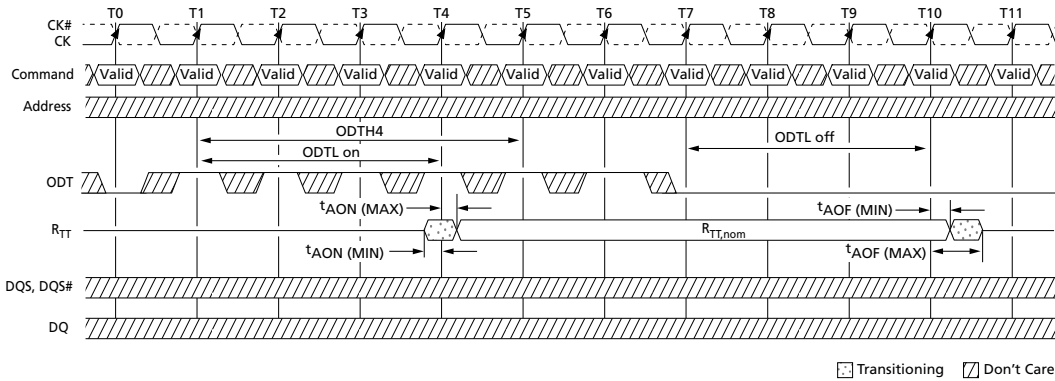 T0 T1 T2 T3 T4 T5 T6 T7 T8 T9 T10 T11
CK#
CK
Command Valid Valid Valid Valid Valid Valid Valid Valid Valid Valid Valid Valid
Address
ODTH4
ODTL on
ODTL off
ODT
tAON (MAX)
tAOF (MIN)
RTT
RTT,nom
tAON (MIN)
tAOF (MAX)
DQS, DQS#
DQ
Transitioning Don't Care